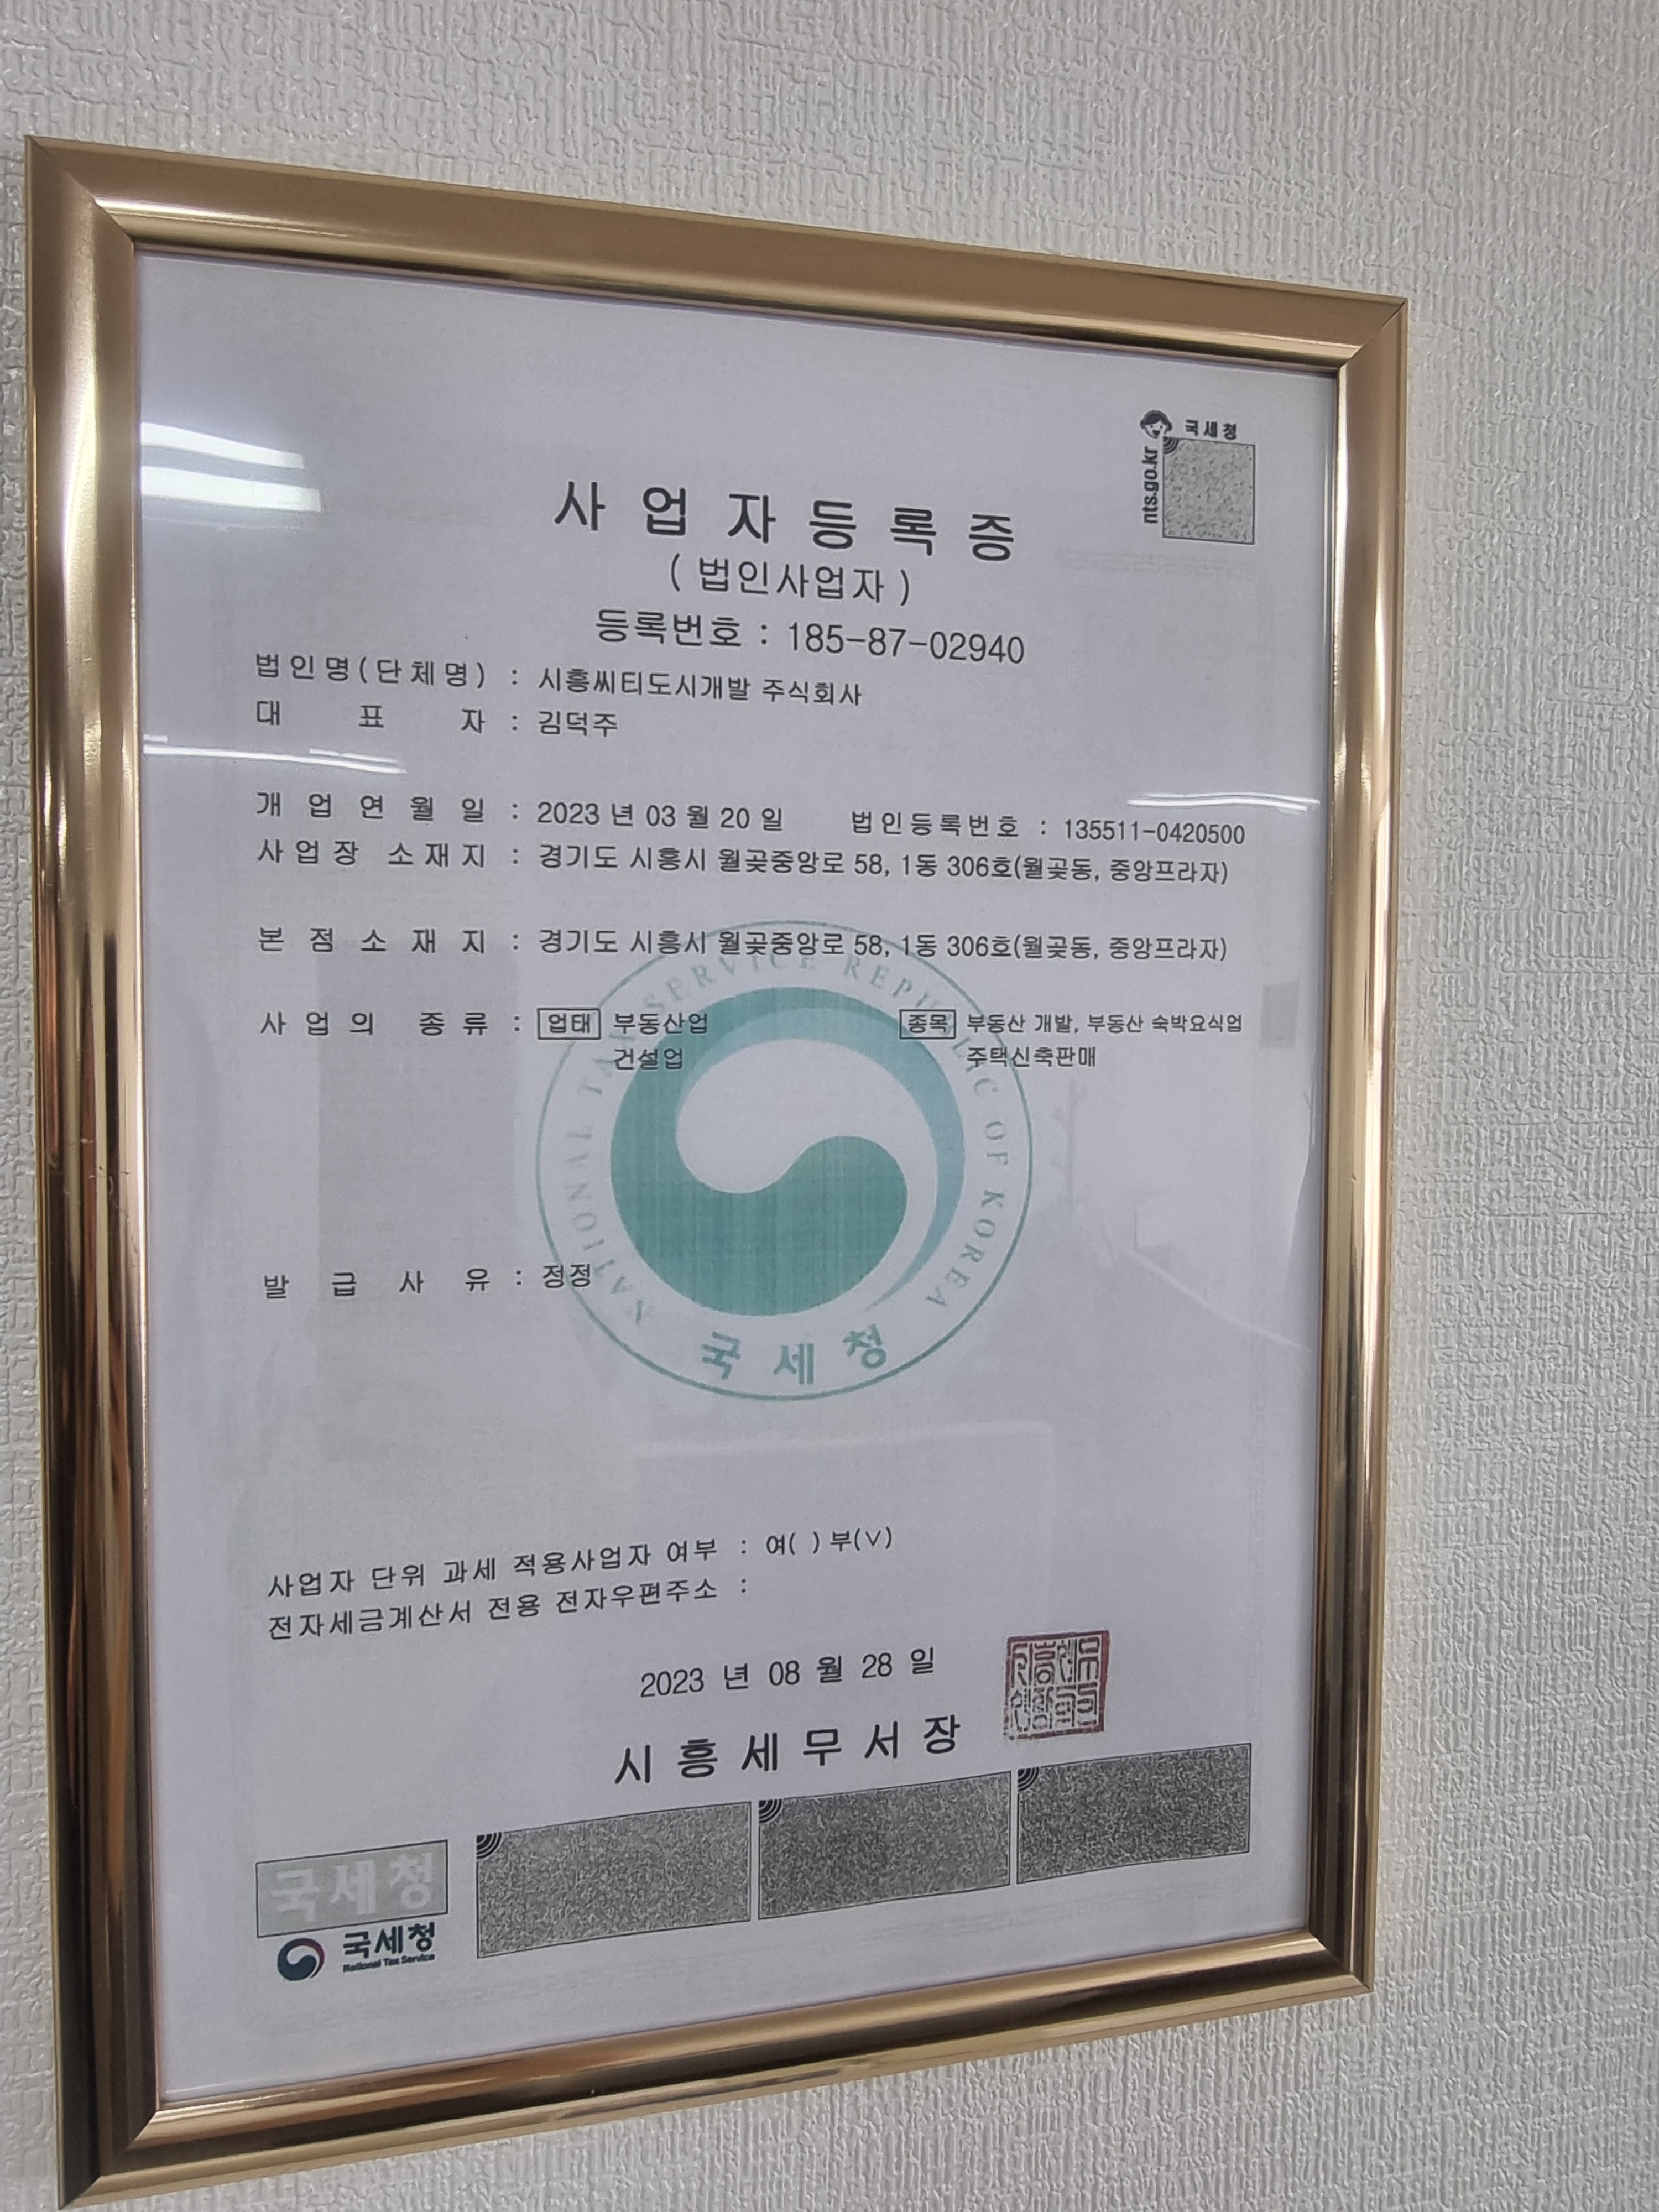 국세청
nts.go.kr
사업자등록증
( 법인사업자 )
등록번호 : 185-87-02940
법인명(단체명) : 시흥씨티도시개발 주식회사
대 표 자 : 김덕주
개 업 연 월 일 : 2023 년 03 월 20 일 법인등록번호 : 135511-0420500
사업장 소재지 : 경기도 시흥시 월곶중앙로 58, 1동 306호(월곶동, 중앙프라자)
본 점 소 재 지 : 경기도 시흥시 월곶중앙로 58, 1동 306호(월곶동, 중앙프라자)
사 업 의 종 류 : 업태 부동산업 종목 부동산 개발, 부동산 숙박요식업
건설업 주택신축판매
NATIONAL TAX SERVICE REPUBLIC OF KOREA
국세청
발 급 사 유 : 정정
사업자 단위 과세 적용사업자 여부 : 여( ) 부(∨)
전자세금계산서 전용 전자우편주소 :
2023 년 08 월 28 일
시흥세무서장
국세청
국세청
National Tax Service